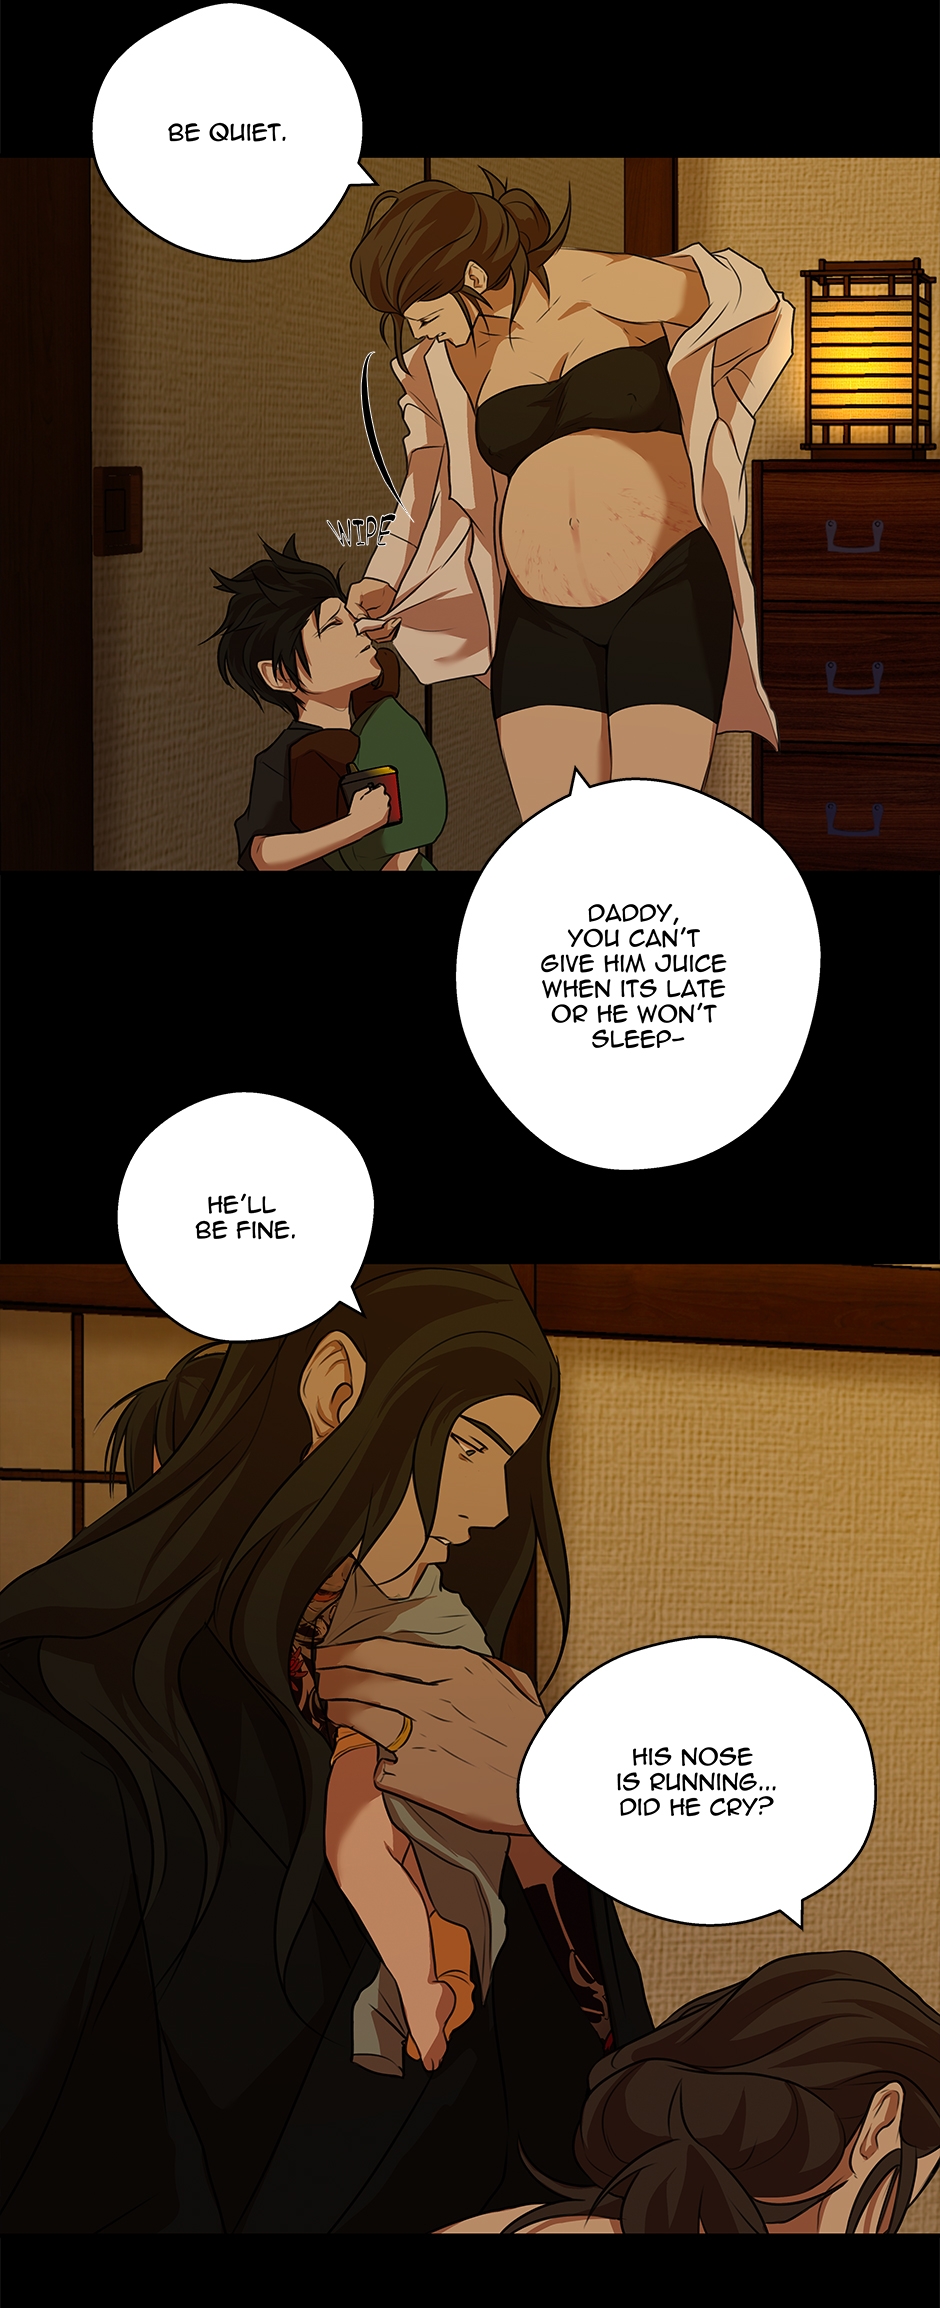 BE QUIET.
WIPE
DADDY,
YOU CAN'T
GIVE HIM JUICE
WHEN ITS LATE
OR HE WON'T
SLEEP-
HE'LL
BE FINE.
HIS NOSE
IS RUNNING...
DID HE CRY?